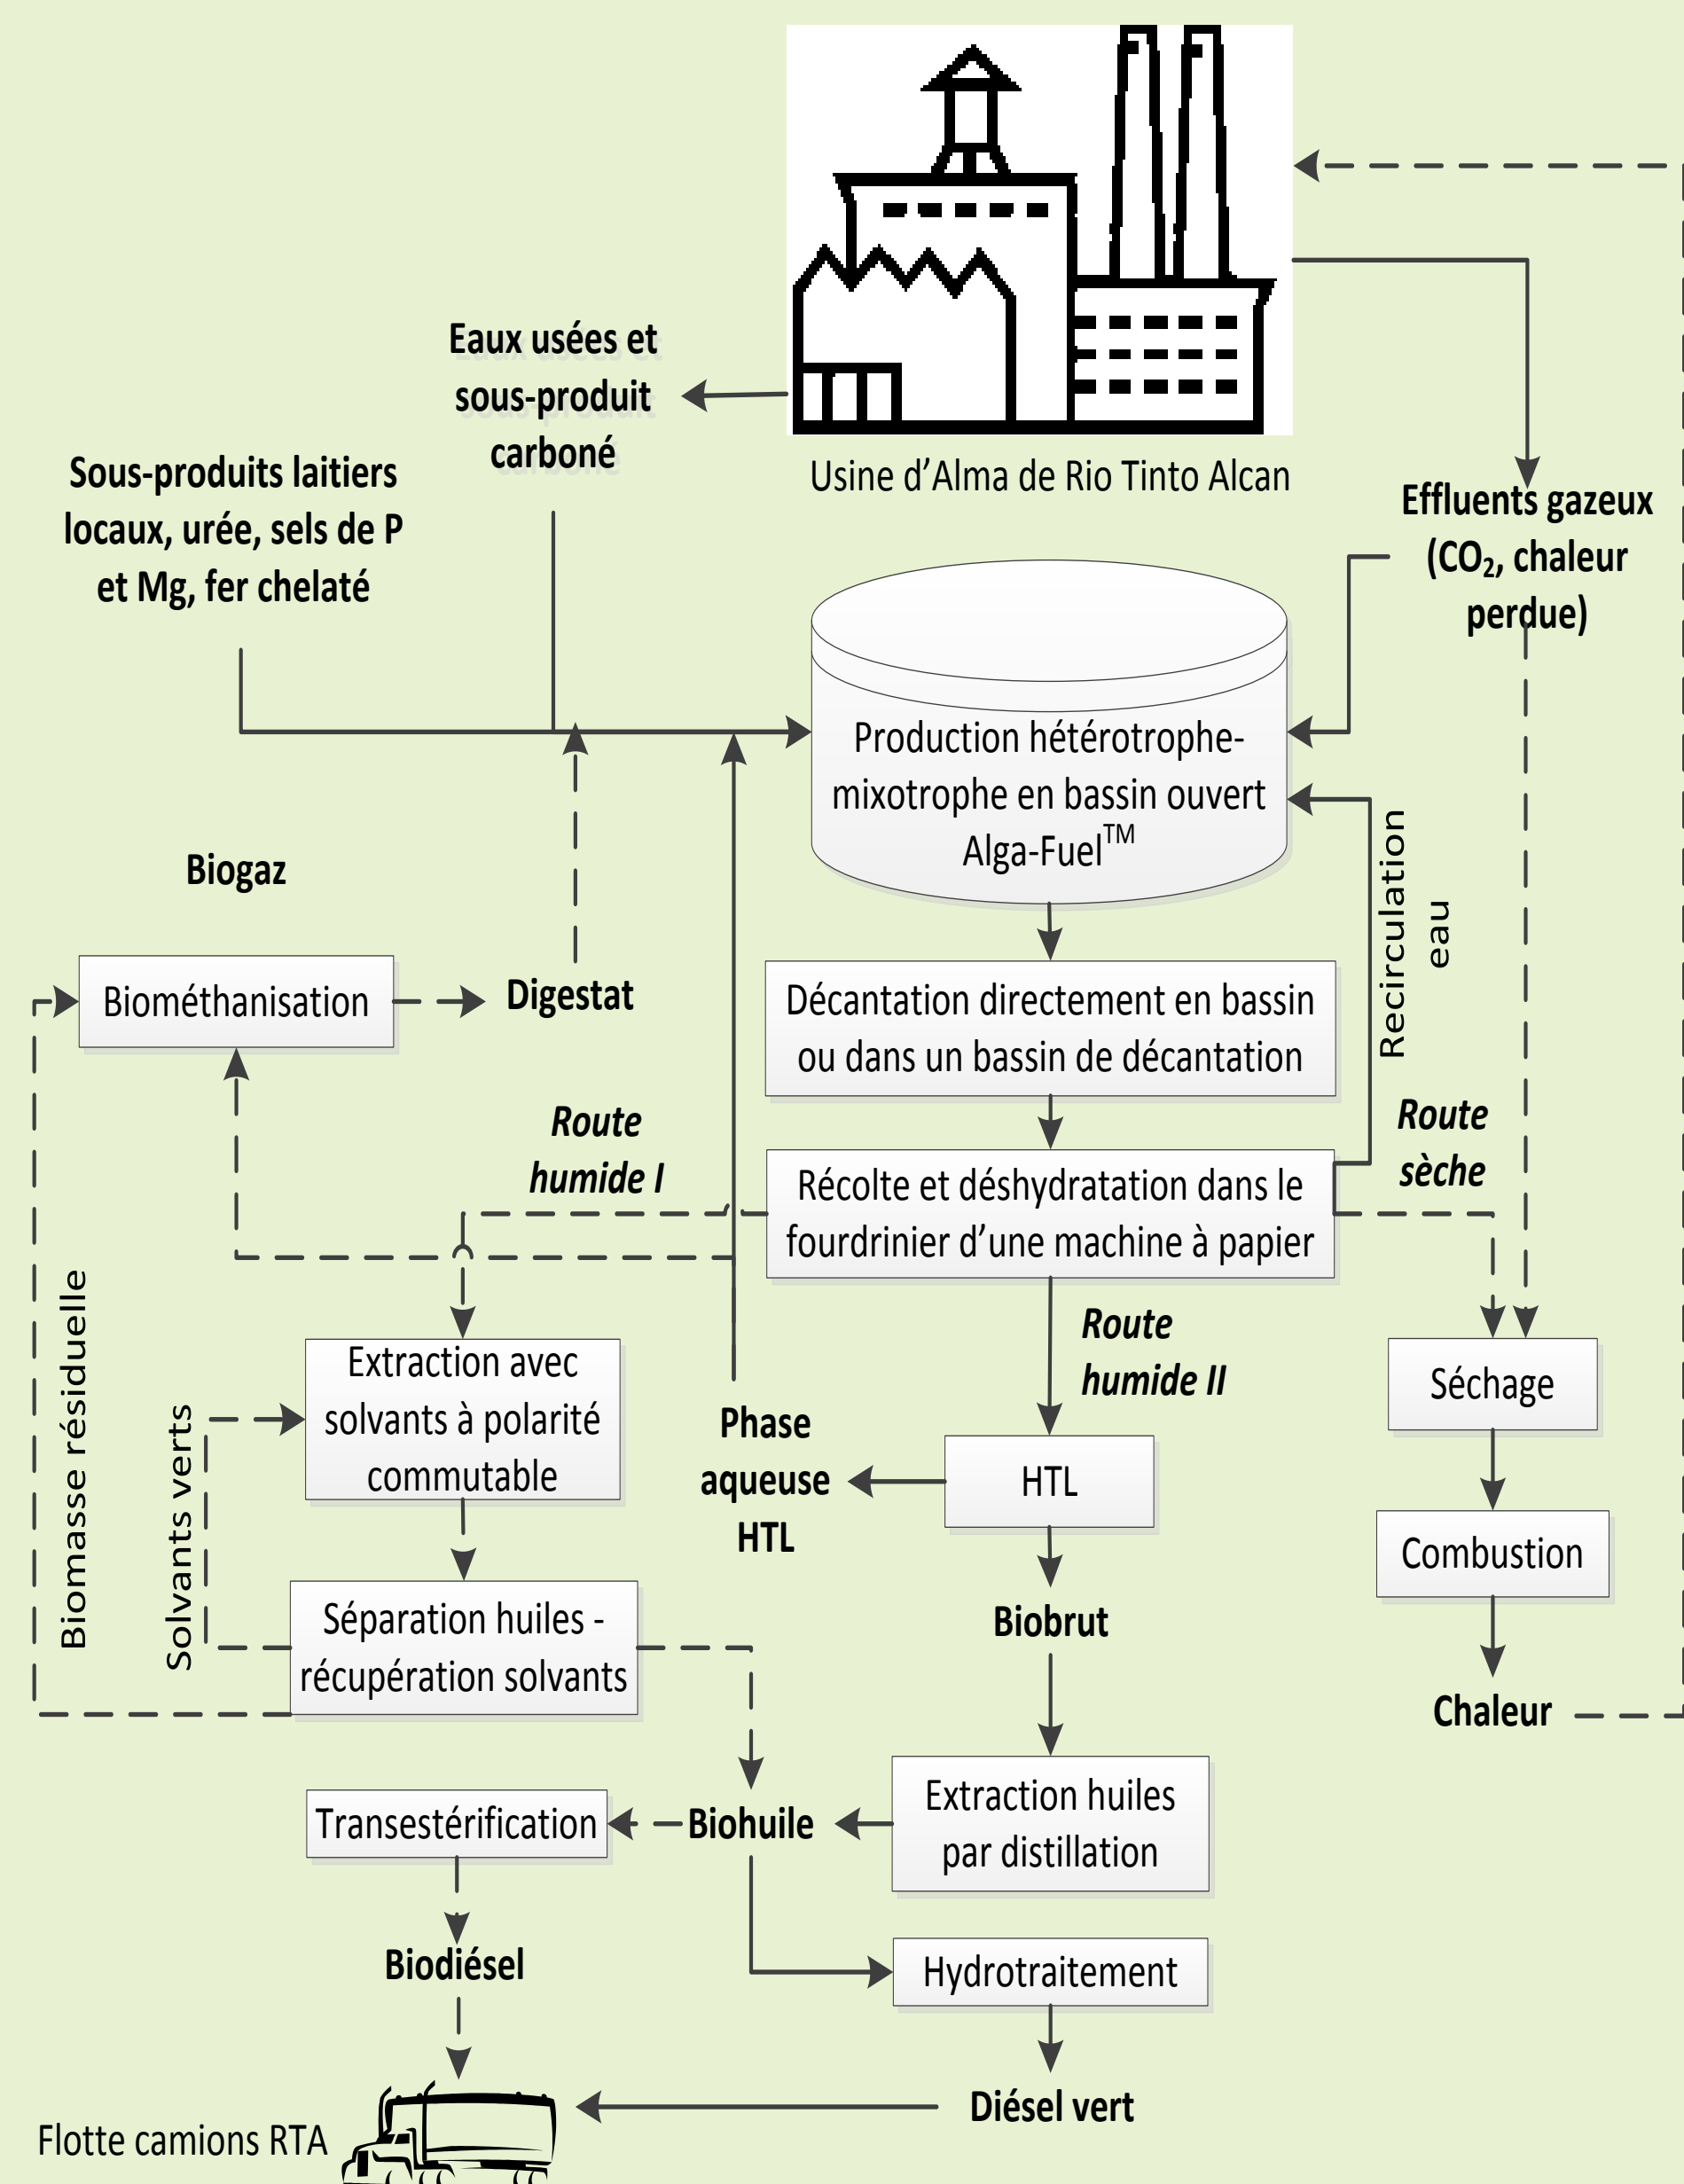 Eaux usées et
sous-produit
carboné
Usine d'Alma de Rio Tinto Alcan
Sous-produits laitiers
locaux, urée, sels de P
et Mg, fer chelaté
Effluents gazeux
(CO₂, chaleur
perdue)
Production hétérotrophe-
mixotrophe en bassin ouvert
Alga-Fuel™
Biogaz
Recirculation
eau
Biométhanisation
Digestat
Décantation directement en bassin
ou dans un bassin de décantation
Route
humide I
Route
sèche
Récolte et déshydratation dans le
fourdrinier d'une machine à papier
Biomasse résiduelle
Solvants verts
Extraction avec
solvants à polarité
commutable
Route
humide II
Séchage
Phase
aqueuse
HTL
HTL
Combustion
Séparation huiles -
récupération solvants
Biobrut
Chaleur
Transestérification
Biohuile
Extraction huiles
par distillation
Biodiésel
Hydrotraitement
Diésel vert
Flotte camions RTA